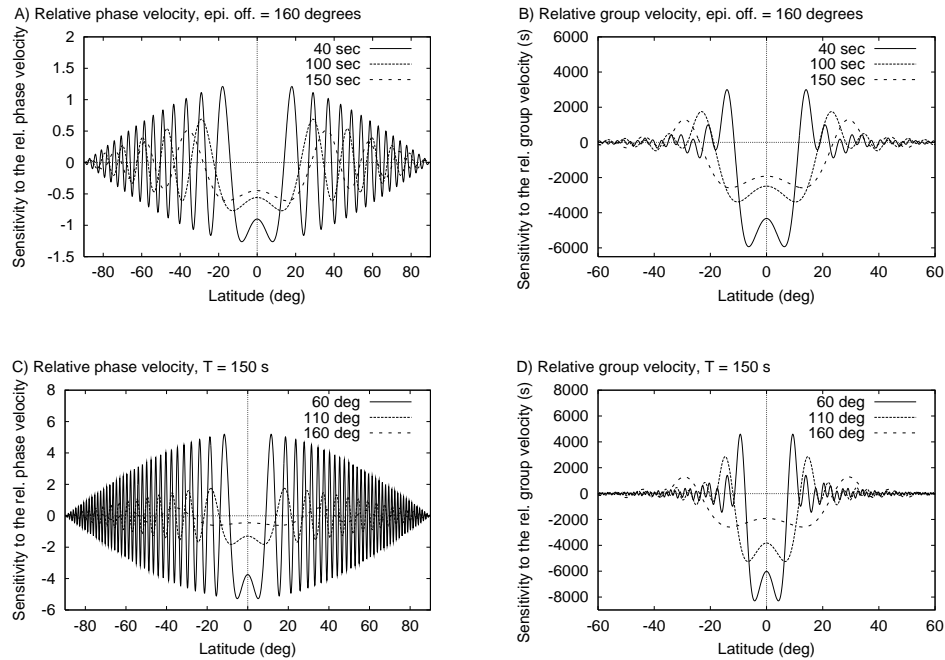 A) Relative phase velocity, epi. off. = 160 degrees
Sensitivity to the rel. phase velocity
2
1.5
1
0.5
0
-0.5
-1
-1.5
40 sec
100 sec
150 sec
-80 -60 -40 -20 0 20 40 60 80
Latitude (deg)
B) Relative group velocity, epi. off. = 160 degrees
Sensitivity to the rel. group velocity (s)
6000
4000
2000
0
-2000
-4000
-6000
40 sec
100 sec
150 sec
-60 -40 -20 0 20 40 60
Latitude (deg)
C) Relative phase velocity, T = 150 s
Sensitivity to the rel. phase velocity
8
6
4
2
0
-2
-4
-6
60 deg
110 deg
160 deg
-80 -60 -40 -20 0 20 40 60 80
Latitude (deg)
D) Relative group velocity, T = 150 s
Sensitivity to the rel. group velocity (s)
8000
6000
4000
2000
0
-2000
-4000
-6000
-8000
60 deg
110 deg
160 deg
-60 -40 -20 0 20 40 60
Latitude (deg)